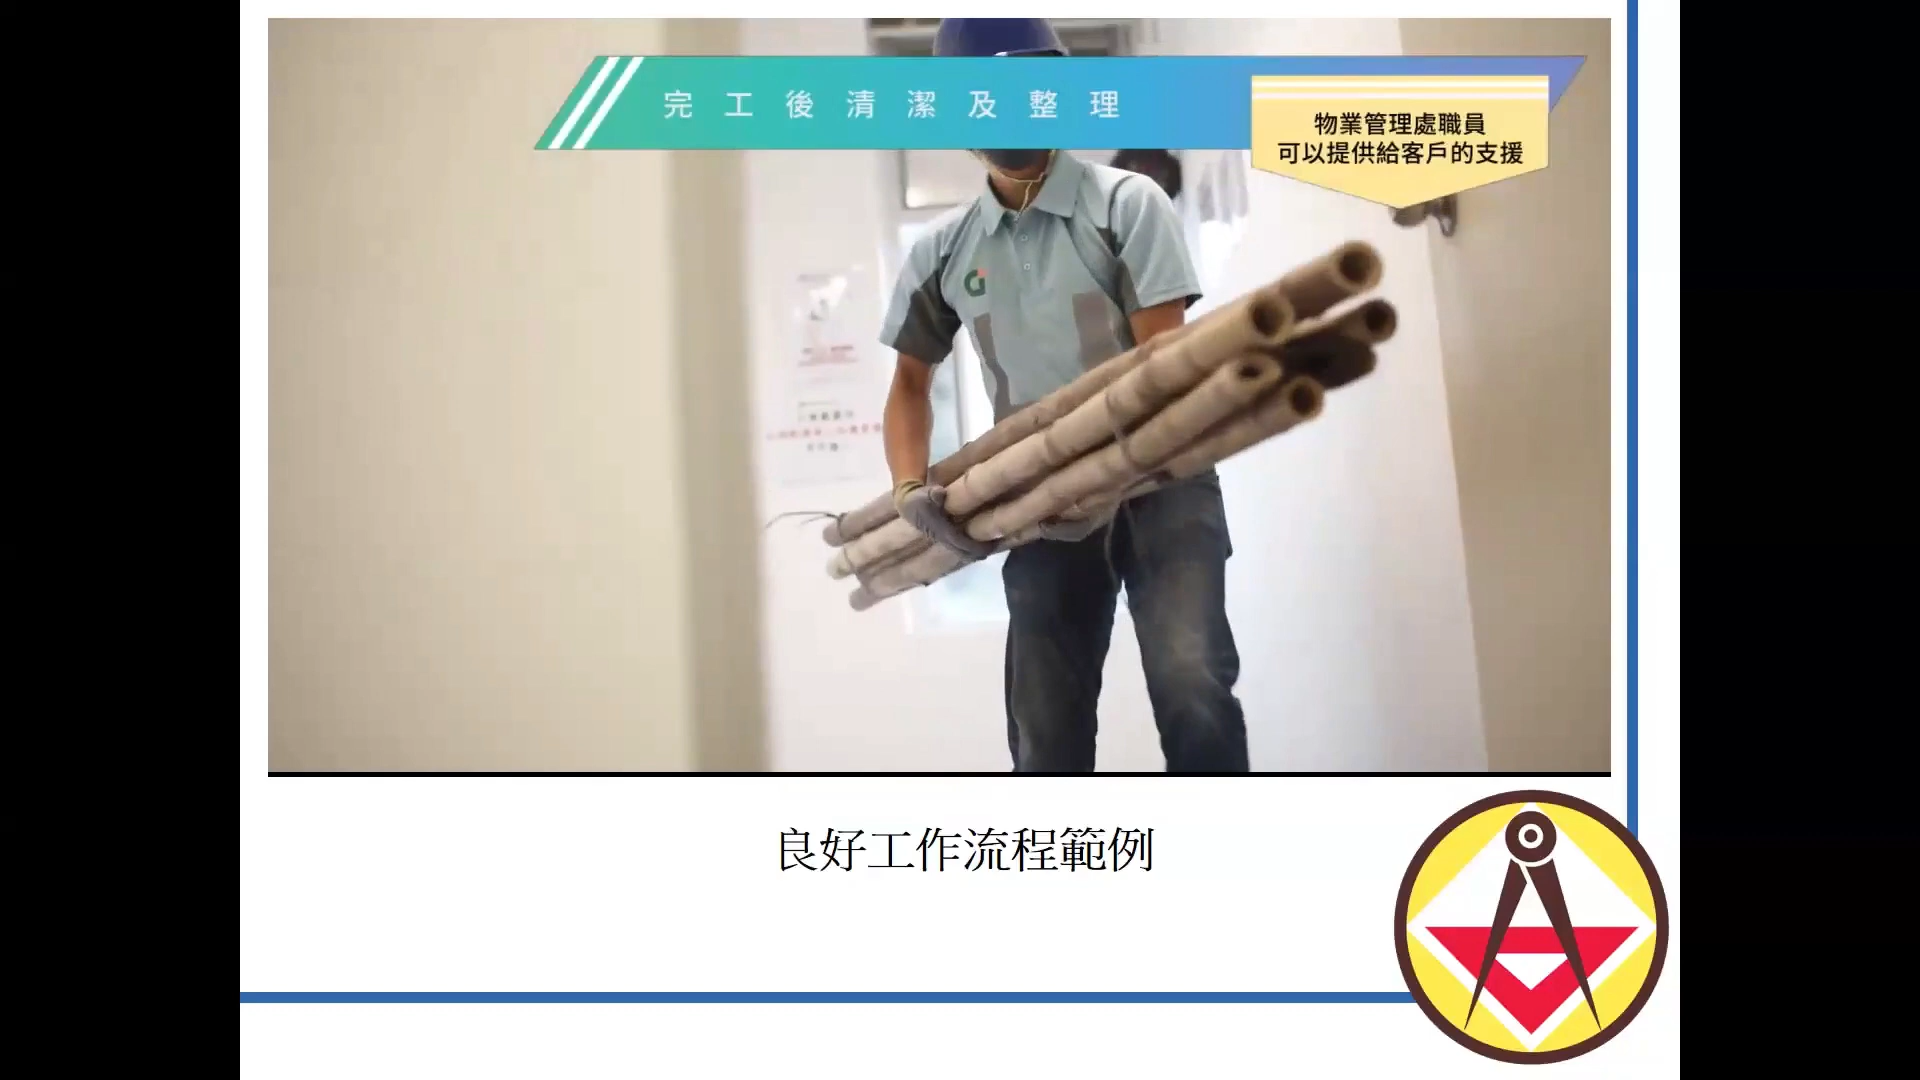 完工後清潔及整理
物業管理處職員
可以提供給客戶的支援
良好工作流程範例